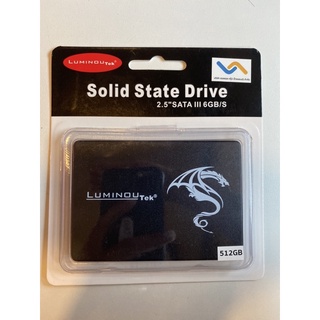 LUMINOUTek®
Solid State Drive
2.5"SATA III 6GB/S
LUMINOUTek®
512GB